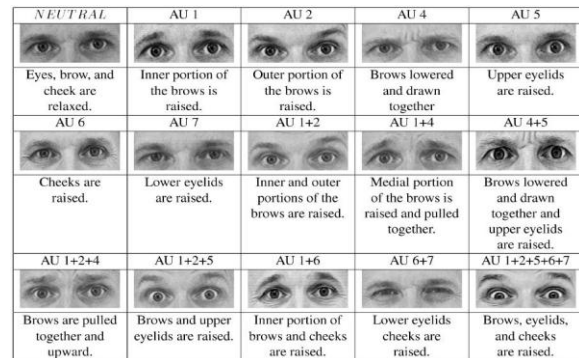 NEUTRAL AU 1 AU 2 AU 4 AU 5
Eyes, brow, and
cheek are
relaxed.
Inner portion of
the brows is
raised.
Outer portion of
the brows is
raised.
Brows lowered
and drawn
together
Upper eyelids
are raised.
AU 6 AU 7 AU 1+2 AU 1+4 AU 4+5
Cheeks are
raised.
Lower eyelids
are raised.
Inner and outer
portions of the
brows are raised.
Medial portion
of the brows is
raised and pulled
together.
Brows lowered
and drawn
together and
upper eyelids
are raised.
AU 1+2+4 AU 1+2+5 AU 1+6 AU 6+7 AU 1+2+5+6+7
Brows are pulled
together and
upward.
Brows and upper
eyelids are raised.
Inner portion of
brows and cheeks
are raised.
Lower eyelids
cheeks are
raised.
Brows, eyelids,
and cheeks
are raised.